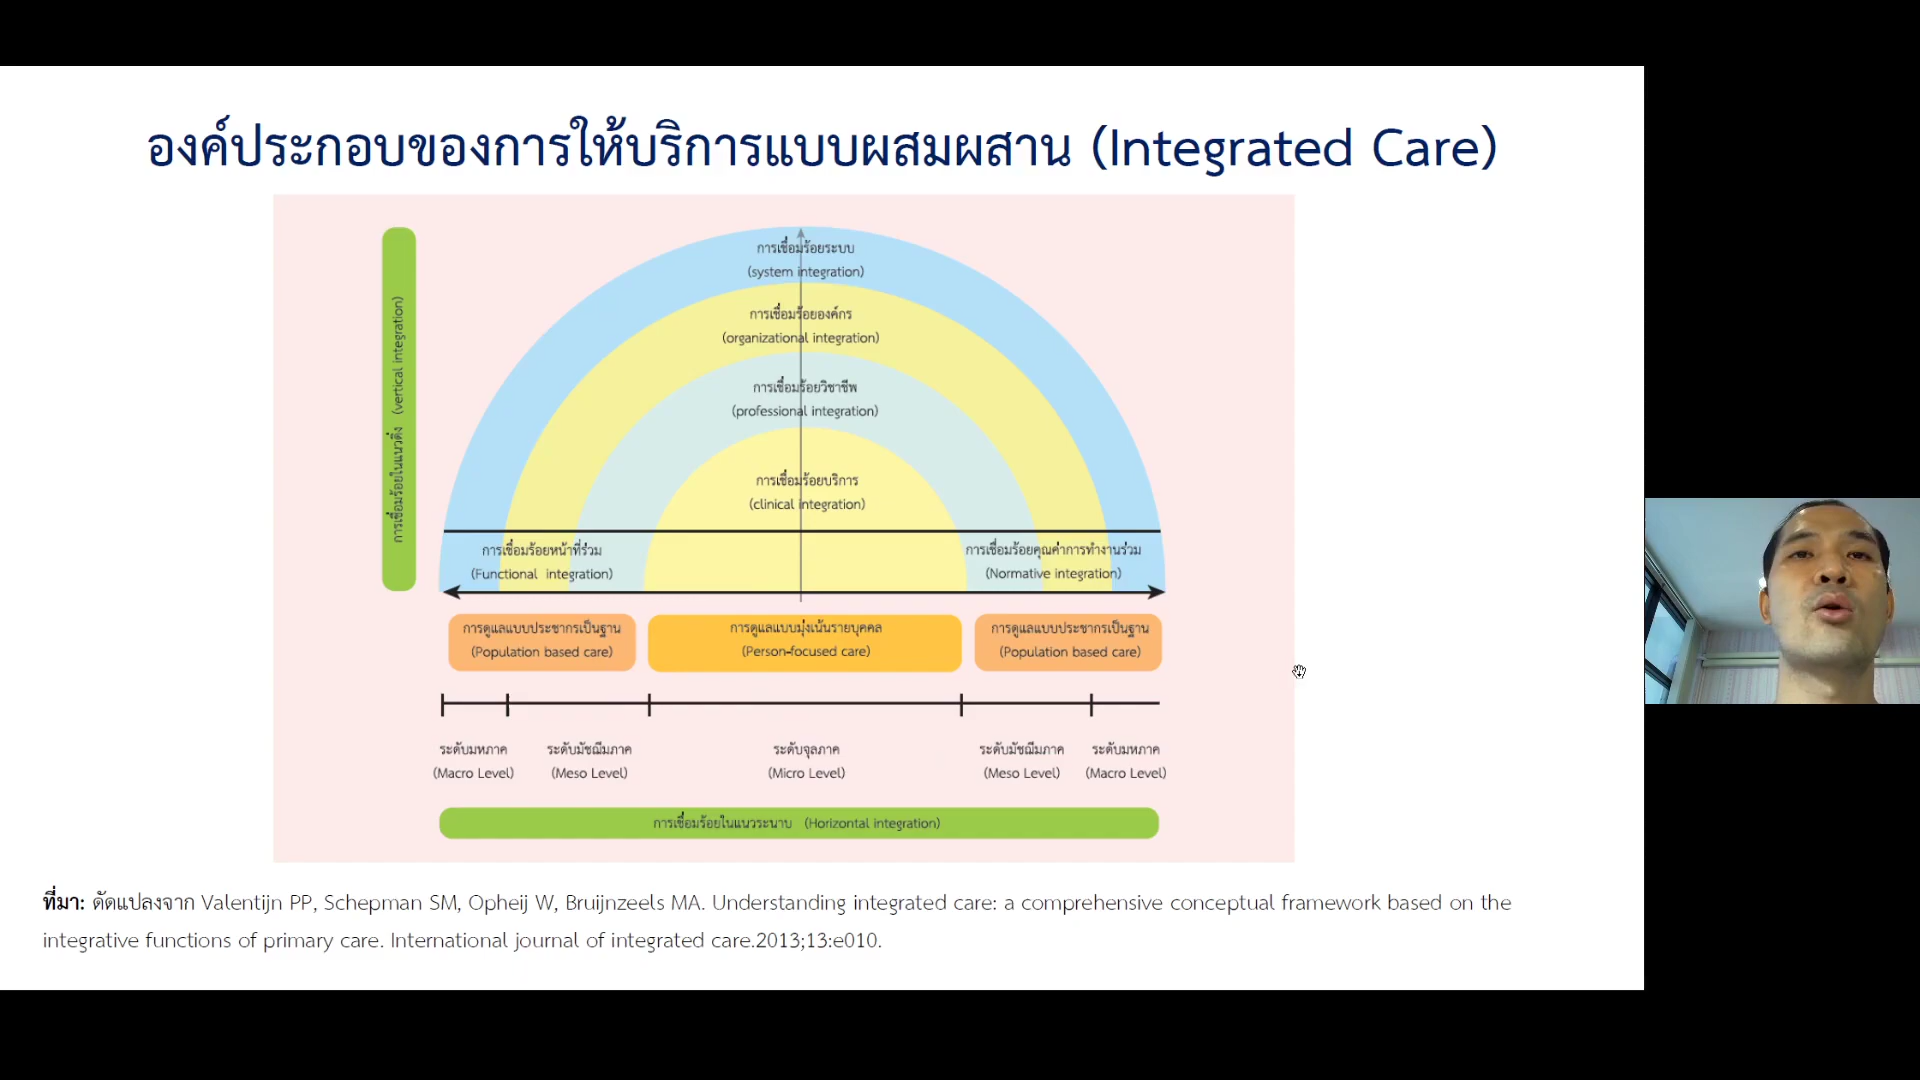 องค์ประกอบของการให้บริการแบบผสมผสาน (Integrated Care)
การเชื่อมร้อยในแนวดิ่ง (vertical integration)
การเชื่อมร้อยระบบ
(system integration)
การเชื่อมร้อยองค์กร
(organizational integration)
การเชื่อมร้อยวิชาชีพ
(professional integration)
การเชื่อมร้อยบริการ
(clinical integration)
การเชื่อมร้อยหน้าที่ร่วม
(Functional integration)
การเชื่อมร้อยคุณค่าการทำงานร่วม
(Normative integration)
การดูแลแบบประชากรเป็นฐาน
(Population based care)
การดูแลแบบมุ่งเน้นรายบุคคล
(Person-focused care)
การดูแลแบบประชากรเป็นฐาน
(Population based care)
ระดับมหภาค
(Macro Level)
ระดับมัชฌิมภาค
(Meso Level)
ระดับจุลภาค
(Micro Level)
ระดับมัชฌิมภาค
(Meso Level)
ระดับมหภาค
(Macro Level)
การเชื่อมร้อยในแนวระนาบ (Horizontal integration)
ที่มา: ดัดแปลงจาก Valentijn PP, Schepman SM, Opheij W, Bruijnzeels MA. Understanding integrated care: a comprehensive conceptual framework based on the
integrative functions of primary care. International journal of integrated care.2013;13:e010.